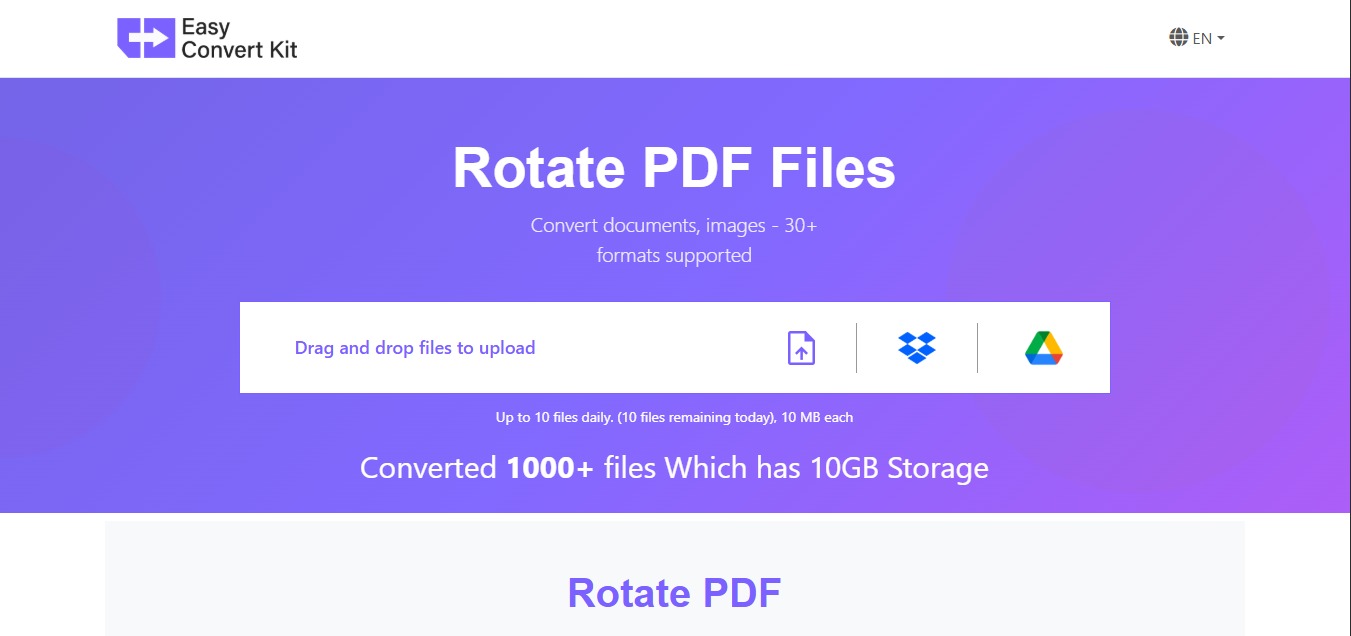 Easy
Convert Kit
EN
Rotate PDF Files
Convert documents, images - 30+
formats supported
Drag and drop files to upload
Up to 10 files daily. (10 files remaining today), 10 MB each
Converted 1000+ files Which has 10GB Storage
Rotate PDF